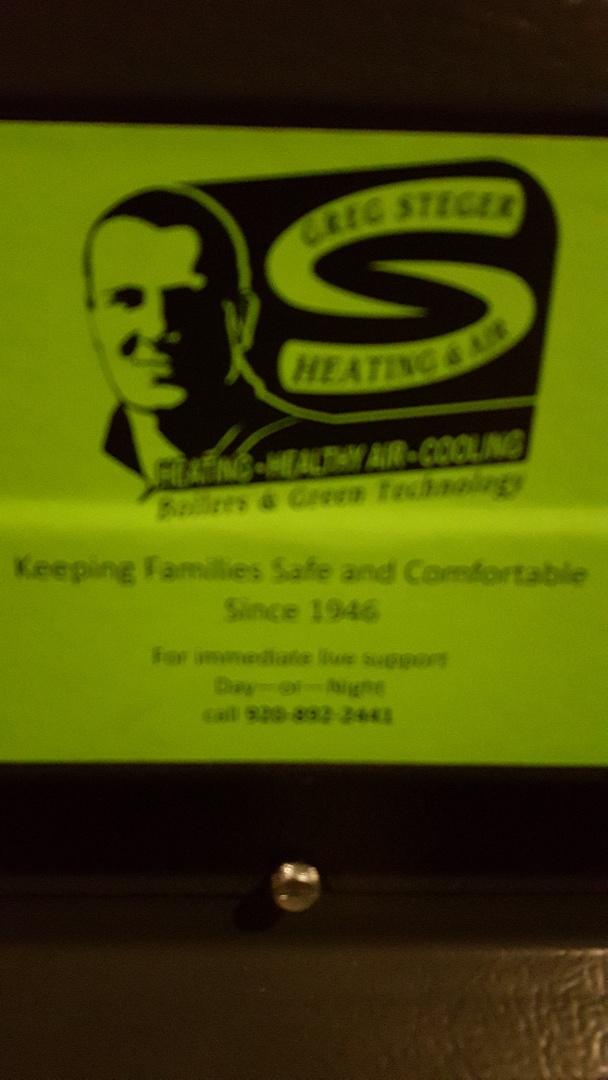 GREG STEGER
HEATING & AIR
HEATING • HEALTHY AIR • COOLING
Boilers & Green Technology
Keeping Families Safe and Comfortable
Since 1946
For immediate live support
Day—or—Night
call 920-892-2441